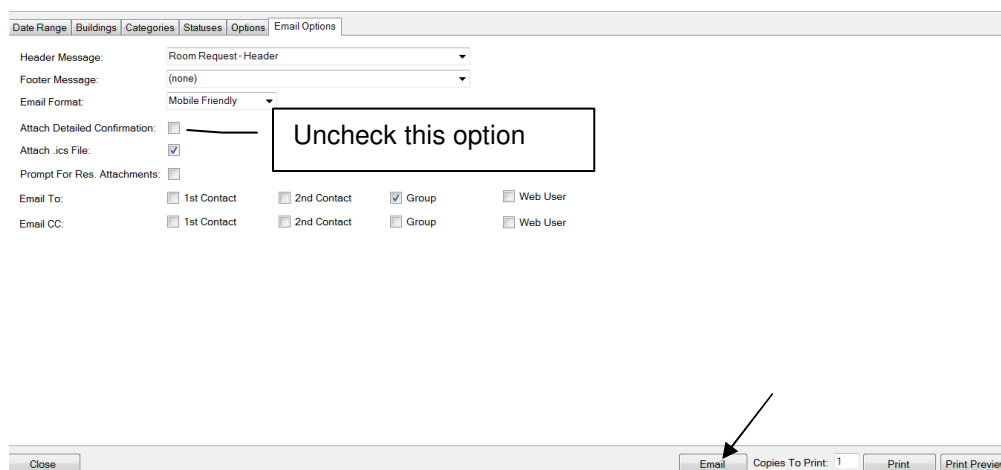 Date Range Buildings Categories Statuses Options Email Options
Header Message: Room Request - Header
Footer Message: (none)
Email Format: Mobile Friendly
Attach Detailed Confirmation: Uncheck this option
Attach .ics File:
Prompt For Res. Attachments:
Email To: 1st Contact 2nd Contact Group Web User
Email CC: 1st Contact 2nd Contact Group Web User
Close Email Copies To Print: 1 Print Print Preview